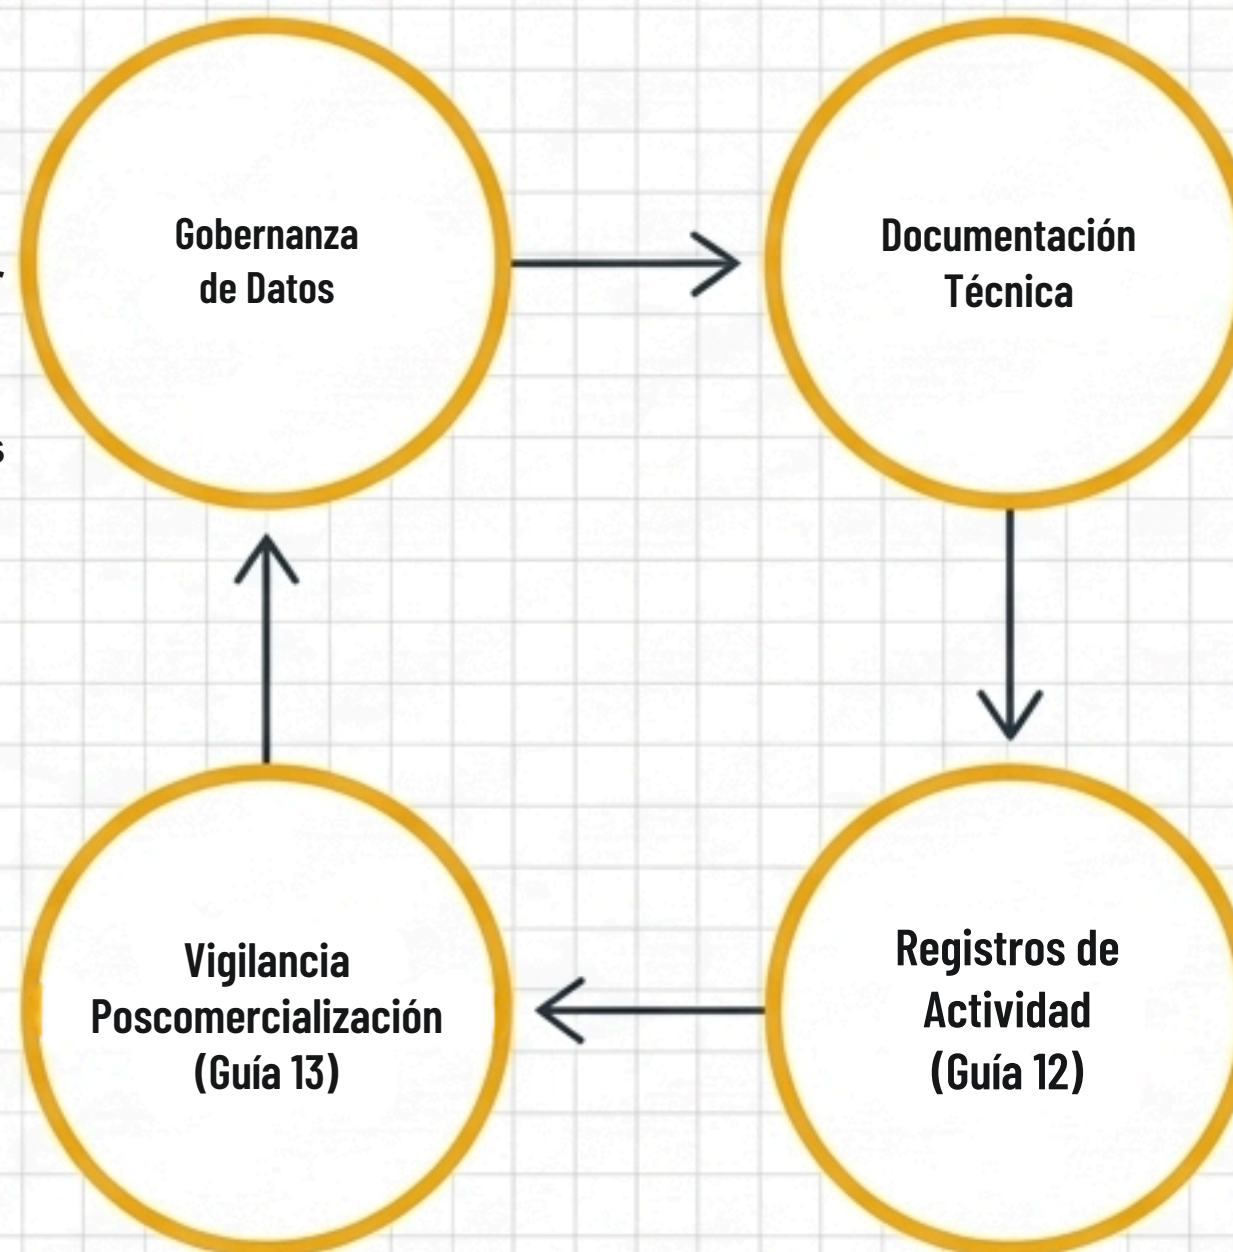 Gobernanza
de Datos
Documentación
Técnica
Vigilancia
Poscomercialización
(Guía 13)
Registros de
Actividad
(Guía 12)